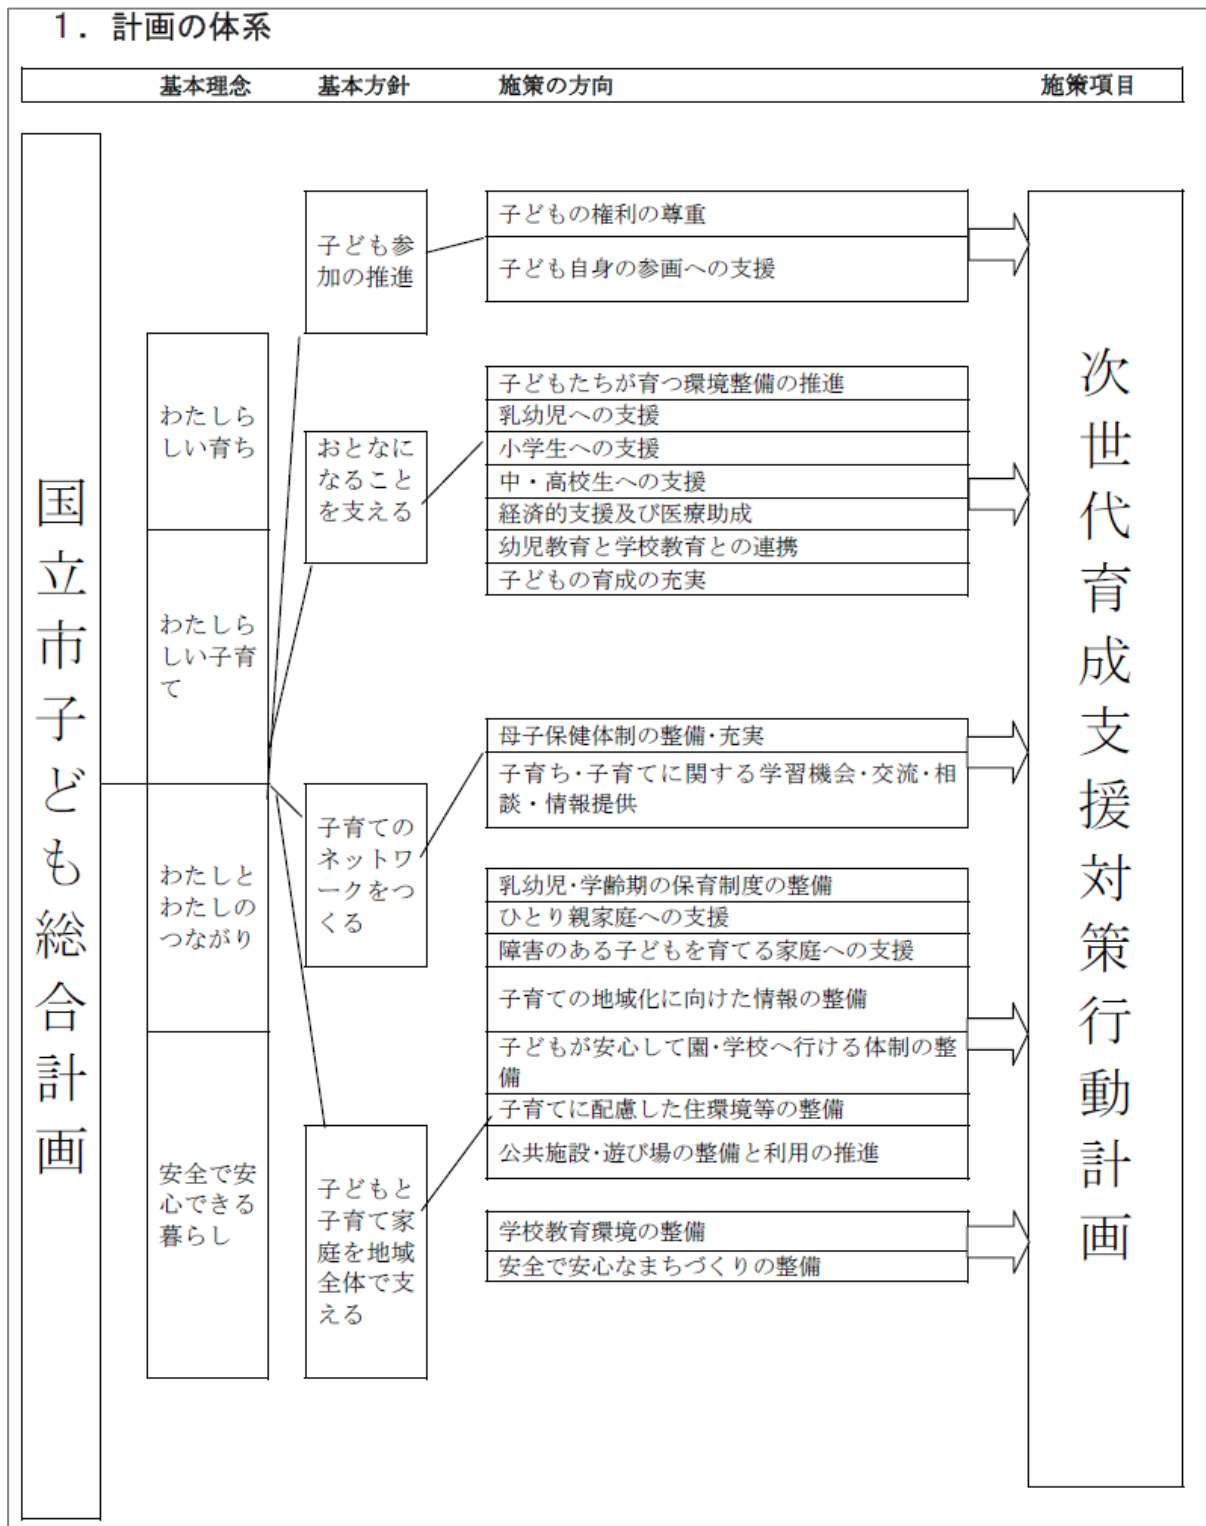 1．計画の体系
基本理念
基本方針
施策の方向
施策項目
国立市子ども総合計画
わたしら
しい育ち
わたしら
しい子育
て
わたしと
わたしの
つながり
安全で安
心できる
暮らし
子ども参
加の推進
おとなに
なること
を支える
子育ての
ネットワ
ークをつ
くる
子どもと
子育て家
庭を地域
全体で支
える
子どもの権利の尊重
子ども自身の参画への支援
子どもたちが育つ環境整備の推進
乳幼児への支援
小学生への支援
中・高校生への支援
経済的支援及び医療助成
幼児教育と学校教育との連携
子どもの育成の充実
母子保健体制の整備・充実
子育ち・子育てに関する学習機会・交流・相
談・情報提供
乳幼児・学齢期の保育制度の整備
ひとり親家庭への支援
障害のある子どもを育てる家庭への支援
子育ての地域化に向けた情報の整備
子どもが安心して園・学校へ行ける体制の整
備
子育てに配慮した住環境等の整備
公共施設・遊び場の整備と利用の推進
学校教育環境の整備
安全で安心なまちづくりの整備
次世代育成支援対策行動計画